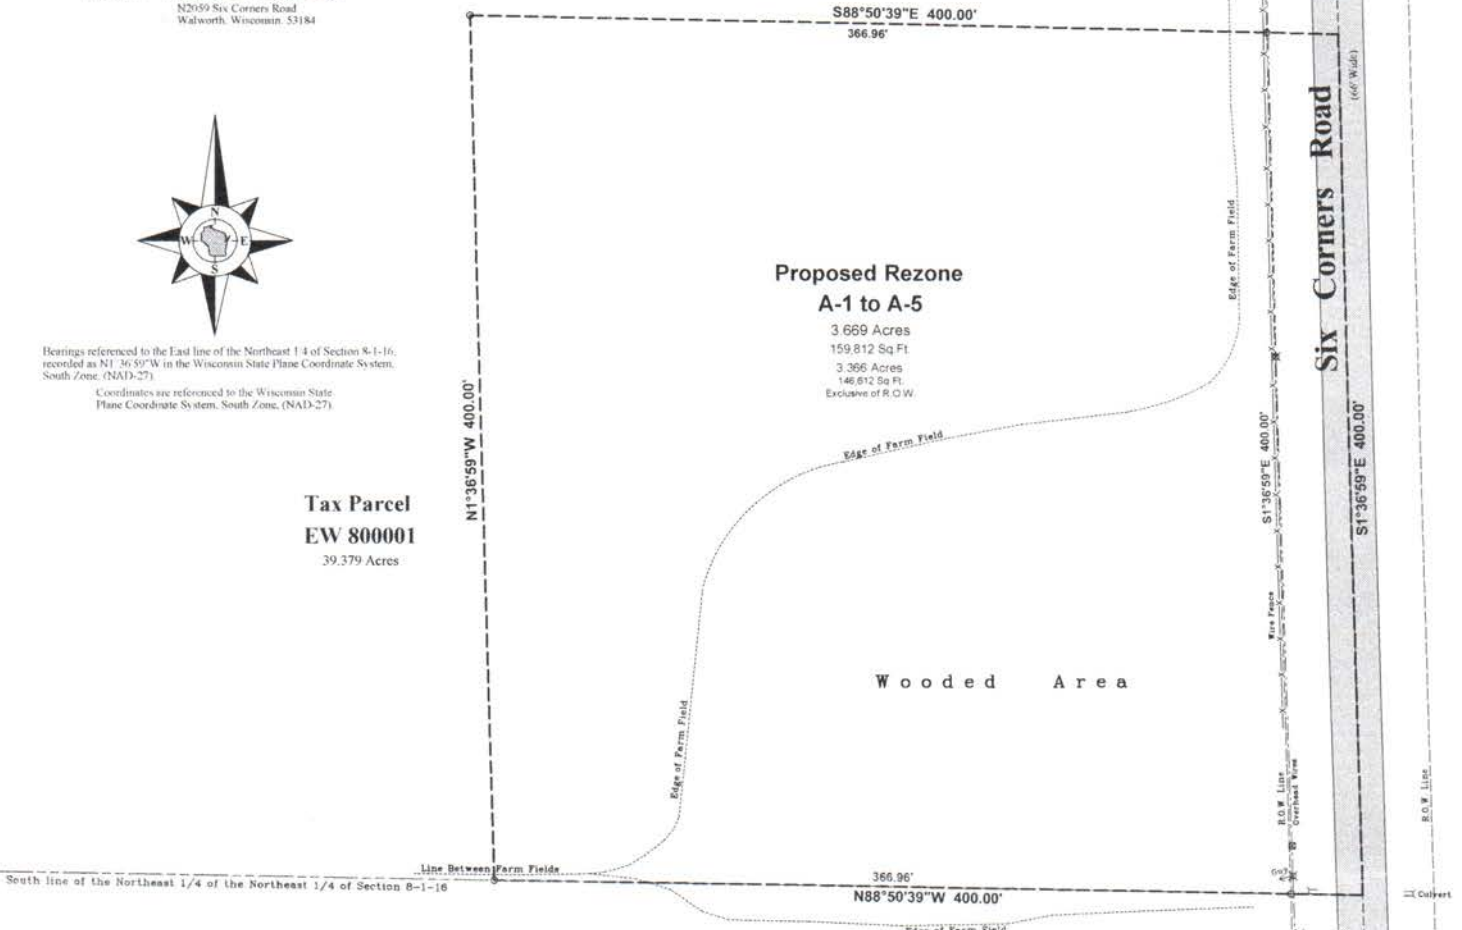 N2059 Six Corners Road
Walworth, Wisconsin. 53184
S88°50'39"E 400.00'
366.96'
(66' Wide)
Six Corners Road
N
W
E
S
Edge of Farm Field
Proposed Rezone
A-1 to A-5
3.669 Acres
159,812 Sq Ft
3.366 Acres
146,612 Sq Ft.
Exclusive of R.O.W.
Bearings referenced to the East line of the Northeast 1/4 of Section 8-1-16,
recorded as N1°36'59"W in the Wisconsin State Plane Coordinate System,
South Zone, (NAD-27).
Coordinates are referenced to the Wisconsin State
Plane Coordinate System, South Zone, (NAD-27)
N1°36'59"W 400.00'
Edge of Farm Field
S1°36'59"E 400.00'
S1°36'59"E 400.00'
Tax Parcel
EW 800001
39.379 Acres
Wire Fence
Wooded Area
Edge of Farm Field
R.O.W. Line
Overhead Wires
R.O.W. Line
Line Between Farm Fields
South line of the Northeast 1/4 of the Northeast 1/4 of Section 8-1-16
366.96'
N88°50'39"W 400.00'
Culvert
Edge of Farm Field